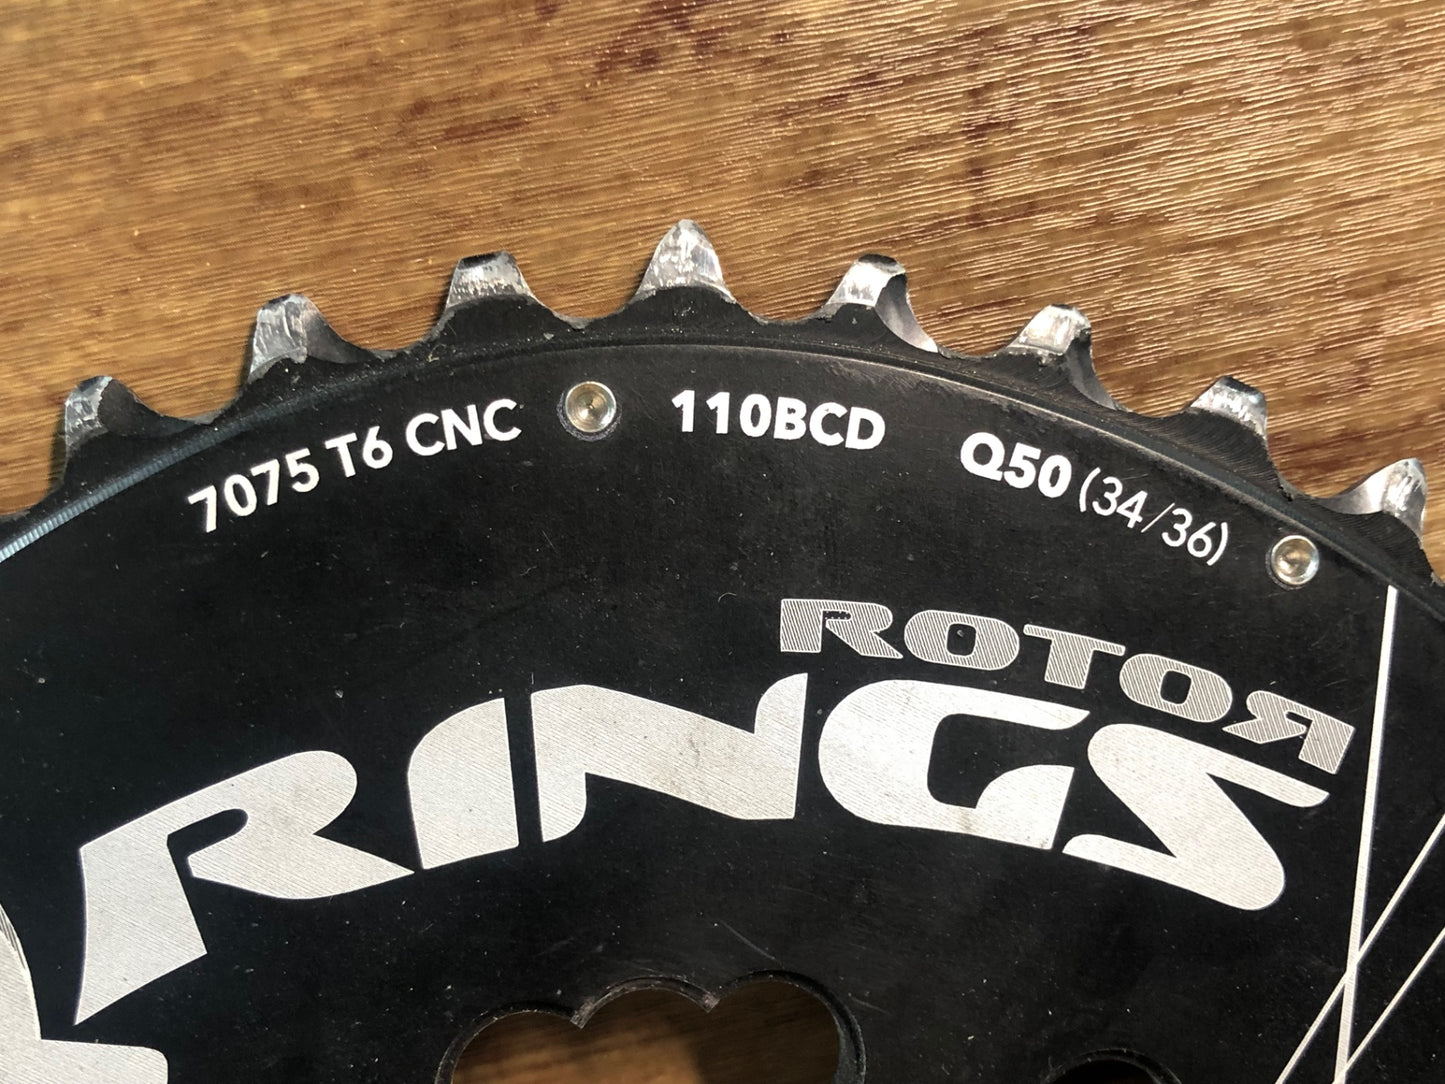 7075 T6 CNC 110BCD Q50 (34/36)
ROTOR
RINGS